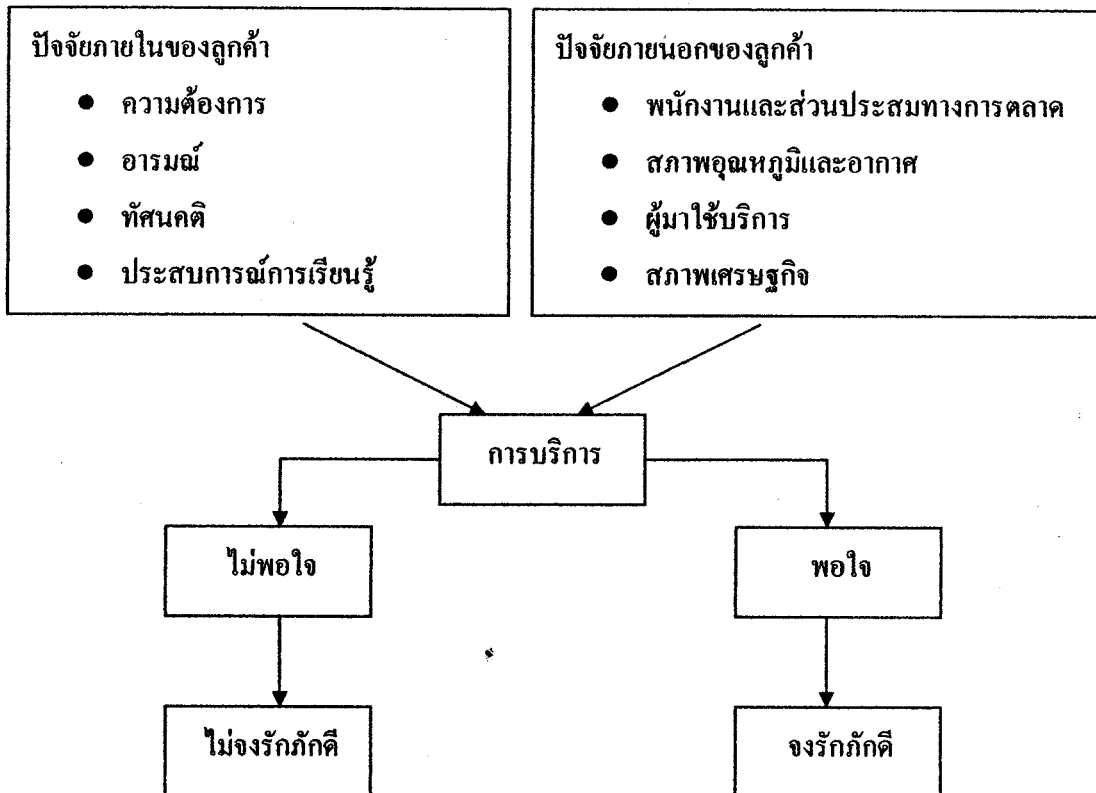 ปัจจัยภายในของลูกค้า
● ความต้องการ
● อารมณ์
● ทัศนคติ
● ประสบการณ์การเรียนรู้
ปัจจัยภายนอกของลูกค้า
● พนักงานและส่วนประสมทางการตลาด
● สภาพอุณหภูมิและอากาศ
● ผู้มาใช้บริการ
● สภาพเศรษฐกิจ
การบริการ
ไม่พอใจ
พอใจ
ไม่จงรักภักดี
จงรักภักดี